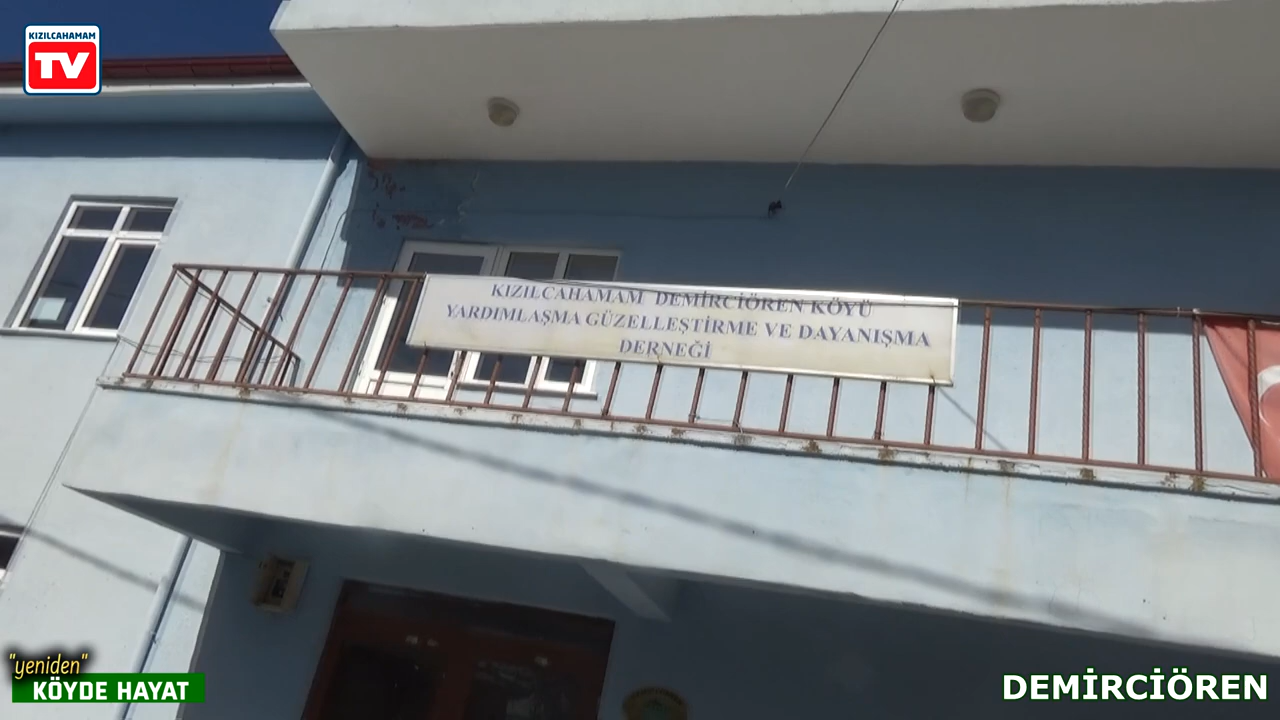 KIZILCAHAMAM
TV
KIZILCAHAMAM DEMİRCİÖREN KÖYÜ
YARDIMLAŞMA GÜZELLEŞTİRME VE DAYANIŞMA
DERNEĞİ
"yeniden"
KÖYDE HAYAT
DEMİRCİÖREN